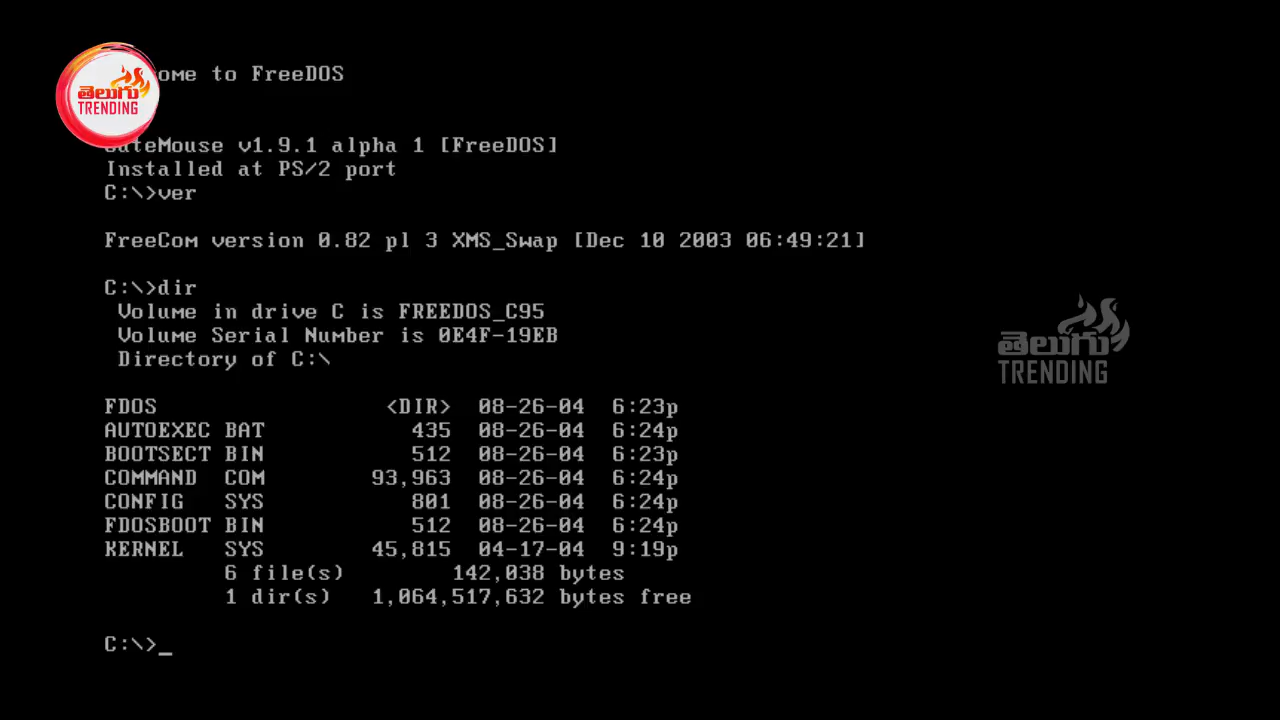 తెలుగు
TRENDING
to FreeDOS
v1.9.1 alpha 1 [FreeDOS]
Installed at PS/2 port
C:\>ver
FreeCom version 0.82 pl 3 XMS_Swap [Dec 10 2003 06:49:21]
C:\>dir
Volume in drive C is FREEDOS_C95
Volume Serial Number is 0E4F-19EB
Directory of C:\
తెలుగు
TRENDING
FDOS <DIR> 08-26-04 6:23p
AUTOEXEC BAT 435 08-26-04 6:24p
BOOTSECT BIN 512 08-26-04 6:23p
COMMAND COM 93,963 08-26-04 6:24p
CONFIG SYS 801 08-26-04 6:24p
FDOSBOOT BIN 512 08-26-04 6:24p
KERNEL SYS 45,815 04-17-04 9:19p
6 file(s) 142,038 bytes
1 dir(s) 1,064,517,632 bytes free
C:\>_